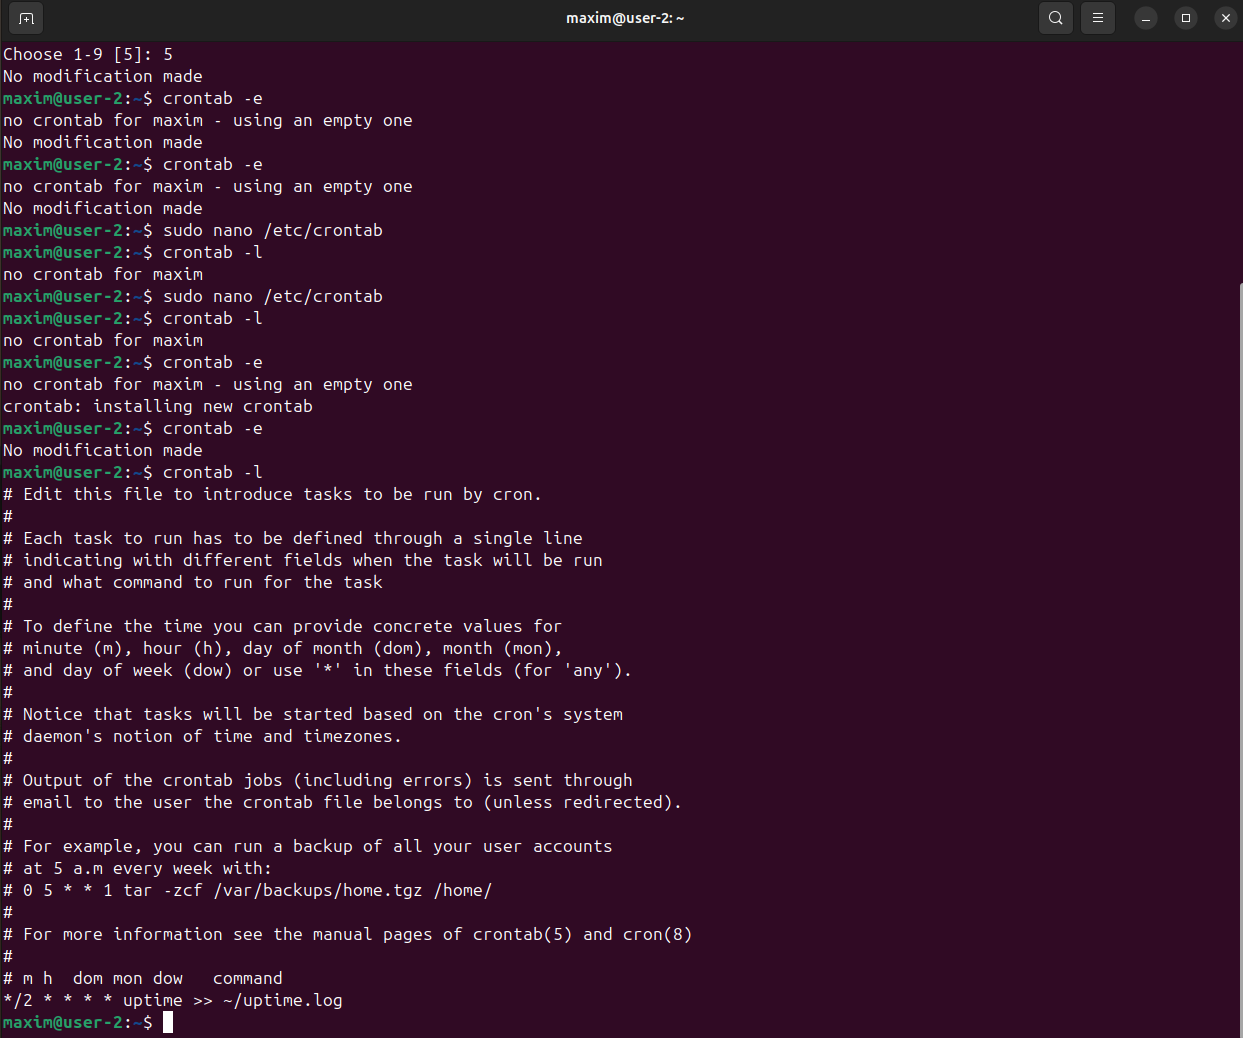 maxim@user-2: ~
Choose 1-9 [5]: 5
No modification made
maxim@user-2:~$ crontab -e
no crontab for maxim - using an empty one
No modification made
maxim@user-2:~$ crontab -e
no crontab for maxim - using an empty one
No modification made
maxim@user-2:~$ sudo nano /etc/crontab
maxim@user-2:~$ crontab -l
no crontab for maxim
maxim@user-2:~$ sudo nano /etc/crontab
maxim@user-2:~$ crontab -l
no crontab for maxim
maxim@user-2:~$ crontab -e
no crontab for maxim - using an empty one
crontab: installing new crontab
maxim@user-2:~$ crontab -e
No modification made
maxim@user-2:~$ crontab -l
# Edit this file to introduce tasks to be run by cron.
#
# Each task to run has to be defined through a single line
# indicating with different fields when the task will be run
# and what command to run for the task
#
# To define the time you can provide concrete values for
# minute (m), hour (h), day of month (dom), month (mon),
# and day of week (dow) or use '*' in these fields (for 'any').
#
# Notice that tasks will be started based on the cron's system
# daemon's notion of time and timezones.
#
# Output of the crontab jobs (including errors) is sent through
# email to the user the crontab file belongs to (unless redirected).
#
# For example, you can run a backup of all your user accounts
# at 5 a.m every week with:
# 0 5 * * 1 tar -zcf /var/backups/home.tgz /home/
#
# For more information see the manual pages of crontab(5) and cron(8)
#
# m h  dom mon dow   command
*/2 * * * * uptime >> ~/uptime.log
maxim@user-2:~$